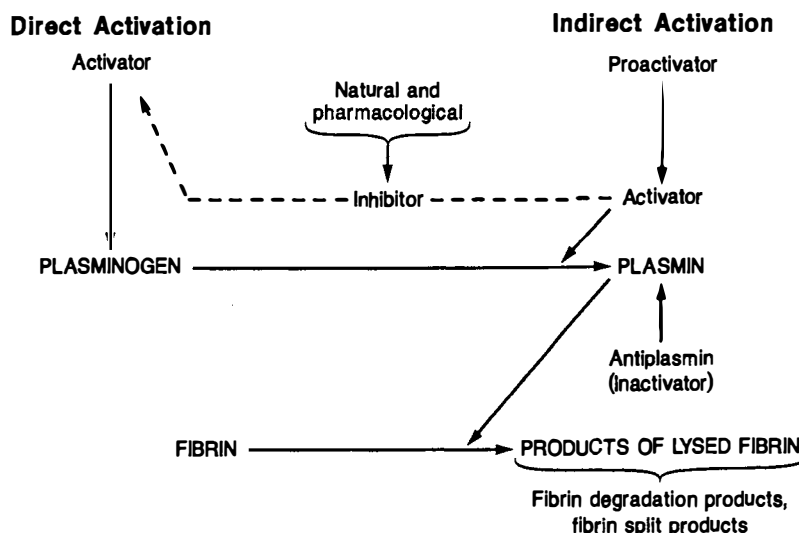 Direct Activation
Indirect Activation
Activator
Proactivator
Natural and
pharmacological
Inhibitor
Activator
PLASMINOGEN
PLASMIN
Antiplasmin
(inactivator)
FIBRIN
PRODUCTS OF LYSED FIBRIN
Fibrin degradation products,
fibrin split products